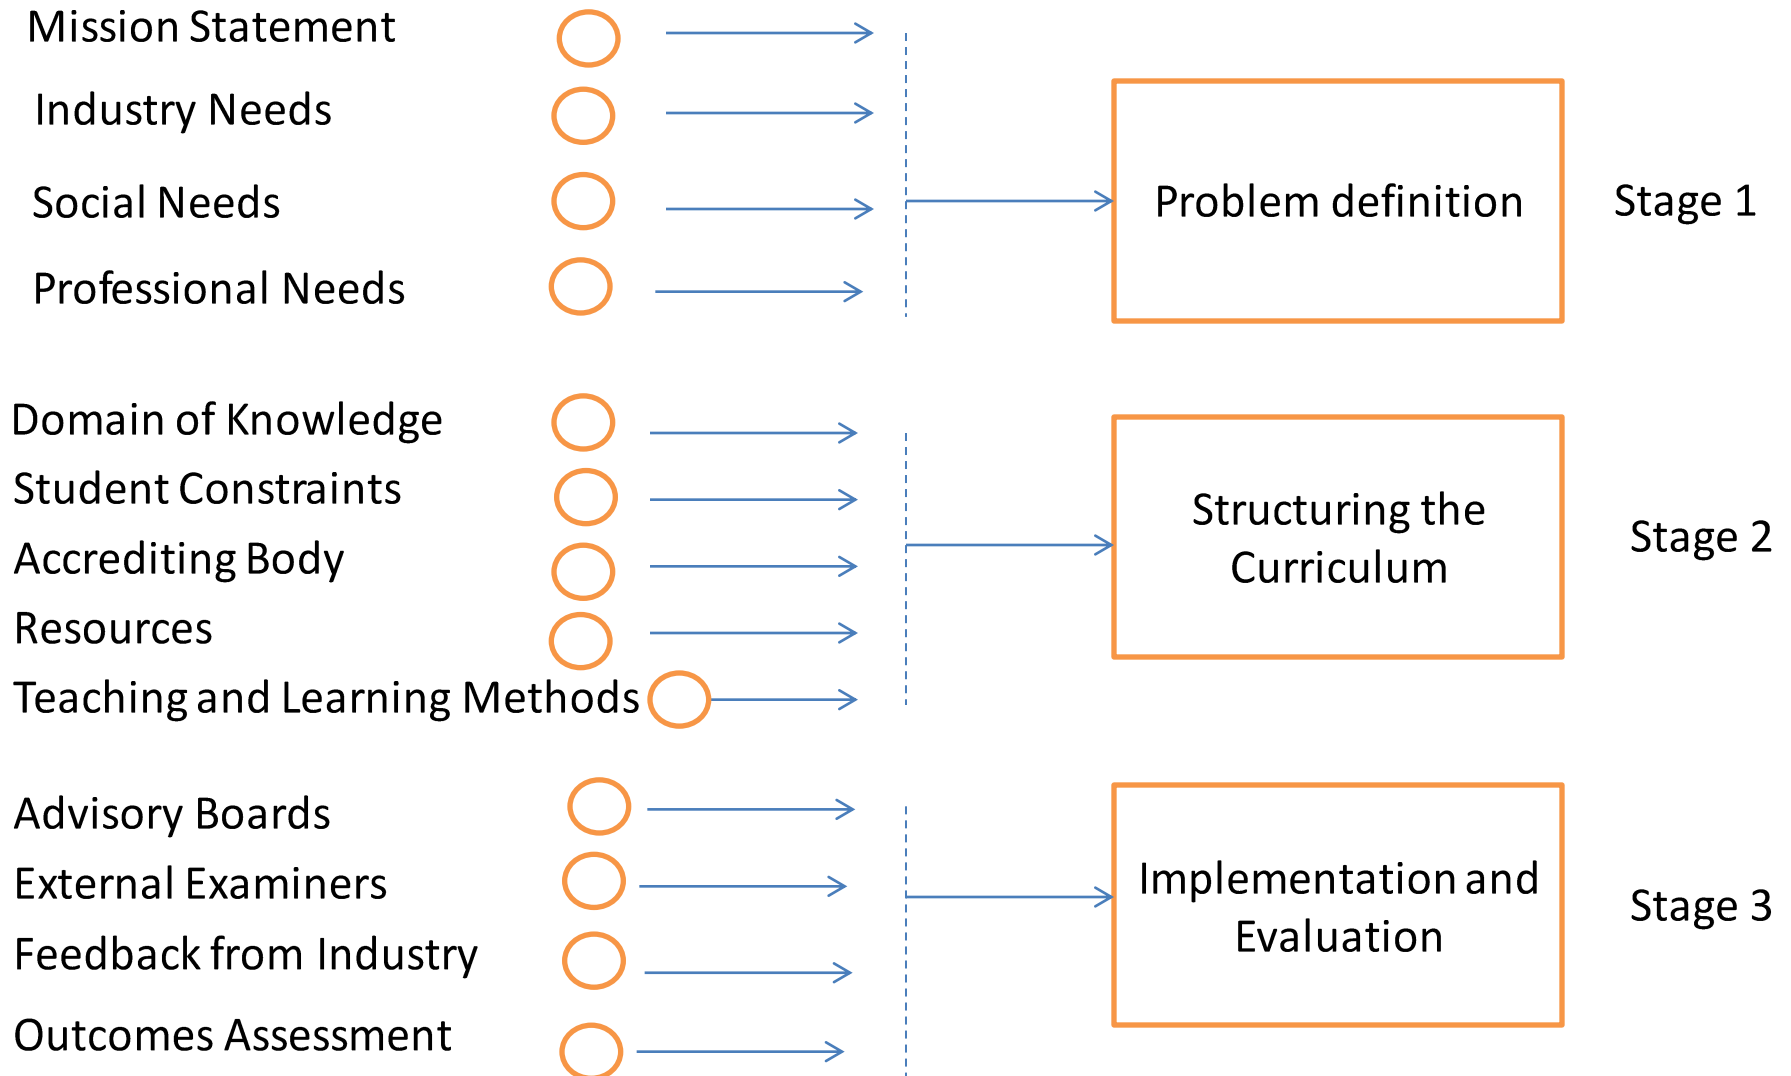 Mission Statement
Industry Needs
Social Needs
Professional Needs
Problem definition
Stage 1
Domain of Knowledge
Student Constraints
Accrediting Body
Resources
Teaching and Learning Methods
Structuring the
Curriculum
Stage 2
Advisory Boards
External Examiners
Feedback from Industry
Outcomes Assessment
Implementation and
Evaluation
Stage 3